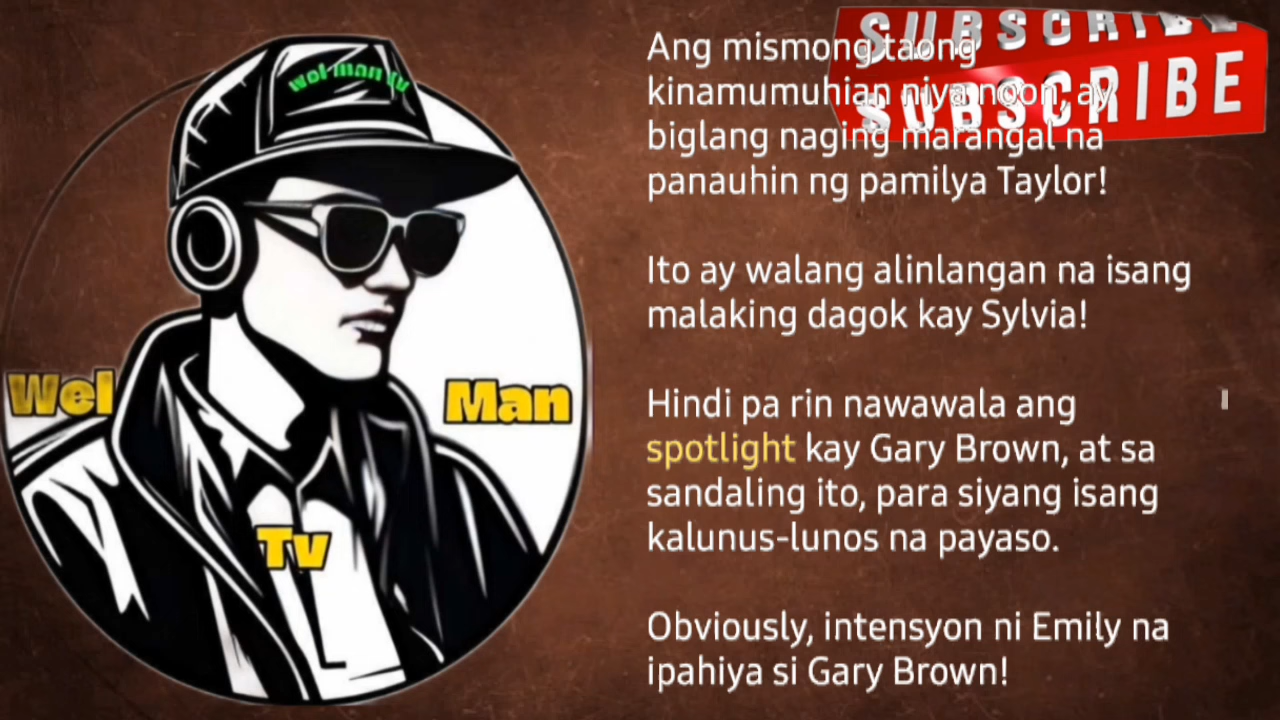 wel man tv
Wel
Man
Tv
SUBSCRIBE
SUBSCRIBE
Ang mismong taong
kinamumuhian niya noon, ay
biglang naging marangal na
panauhin ng pamilya Taylor!
Ito ay walang alinlangan na isang
malaking dagok kay Sylvia!
Hindi pa rin nawawala ang
spotlight kay Gary Brown, at sa
sandaling ito, para siyang isang
kalunus-lunos na payaso.
Obviously, intensyon ni Emily na
ipahiya si Gary Brown!